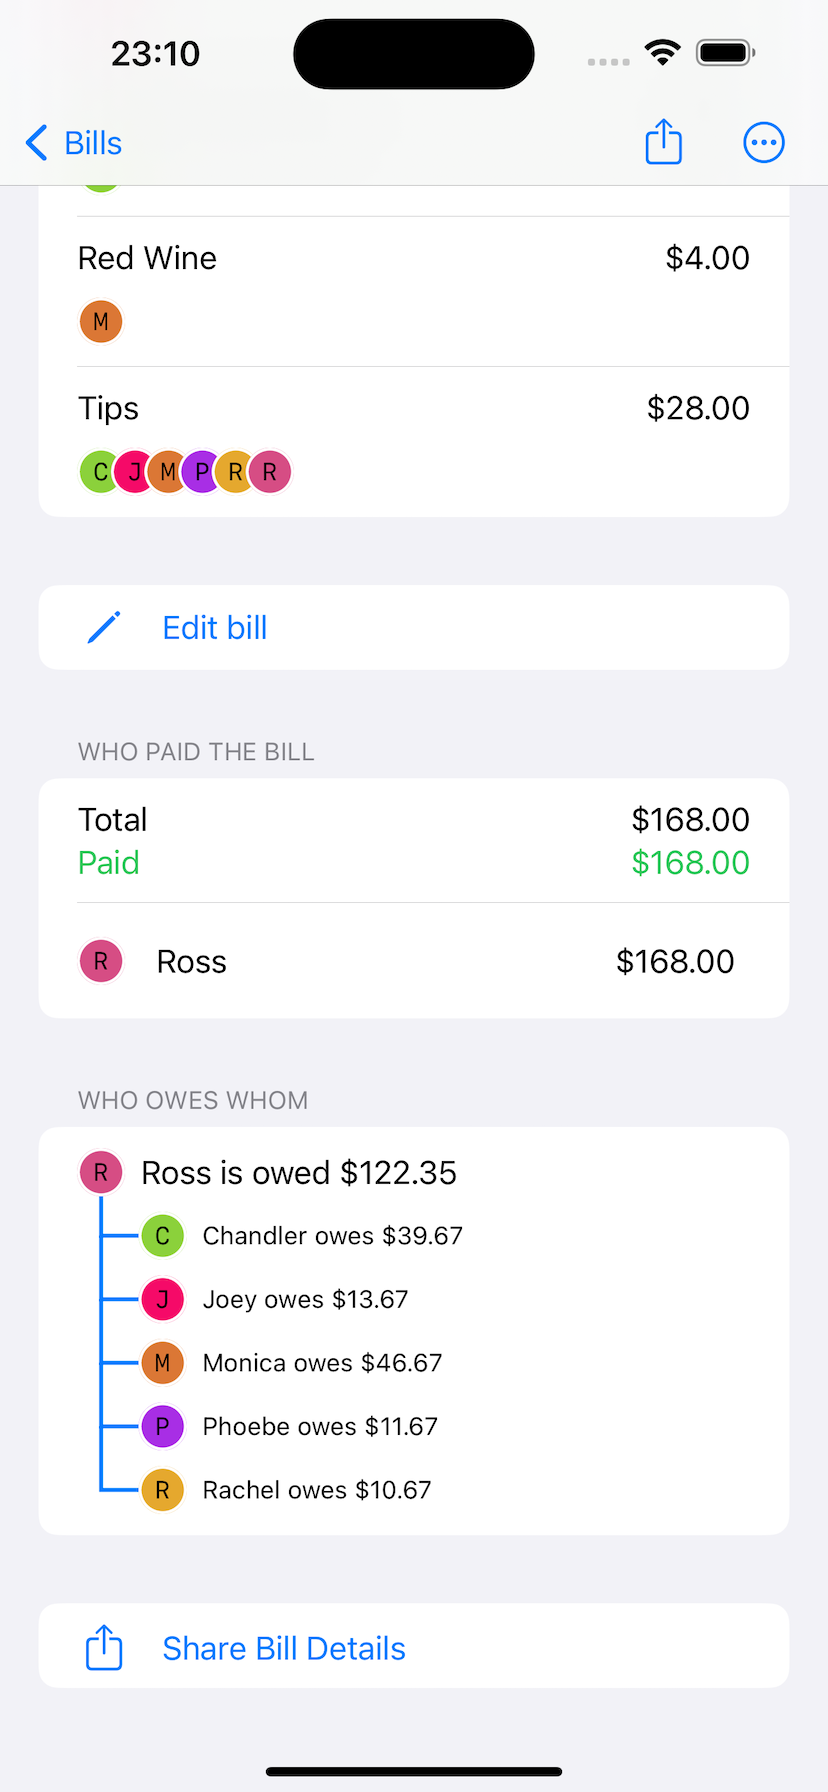 23:10
Bills
Red Wine $4.00
M
Tips $28.00
C J M P R R
Edit bill
WHO PAID THE BILL
Total $168.00
Paid $168.00
R Ross $168.00
WHO OWES WHOM
R Ross is owed $122.35
C Chandler owes $39.67
J Joey owes $13.67
M Monica owes $46.67
P Phoebe owes $11.67
R Rachel owes $10.67
Share Bill Details